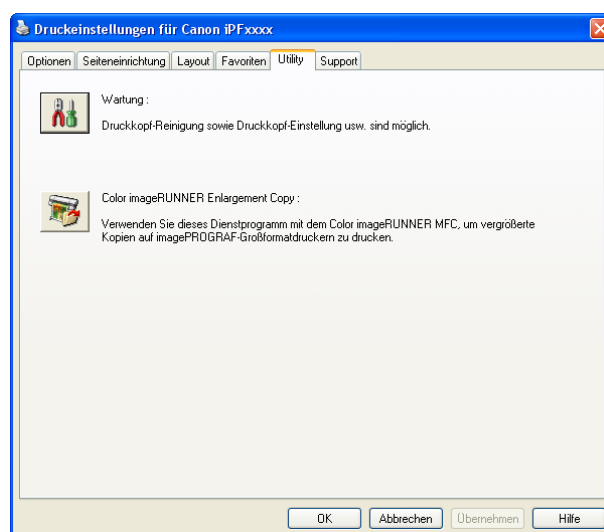 Druckeinstellungen für Canon iPFxxxx
Optionen Seiteneinrichtung Layout Favoriten Utility Support
Wartung :
Druckkopf-Reinigung sowie Druckkopf-Einstellung usw. sind möglich.
Color imageRUNNER Enlargement Copy :
Verwenden Sie dieses Dienstprogramm mit dem Color imageRUNNER MFC, um vergrößerte
Kopien auf imagePROGRAF-Großformatdruckern zu drucken.
OK Abbrechen Übernehmen Hilfe